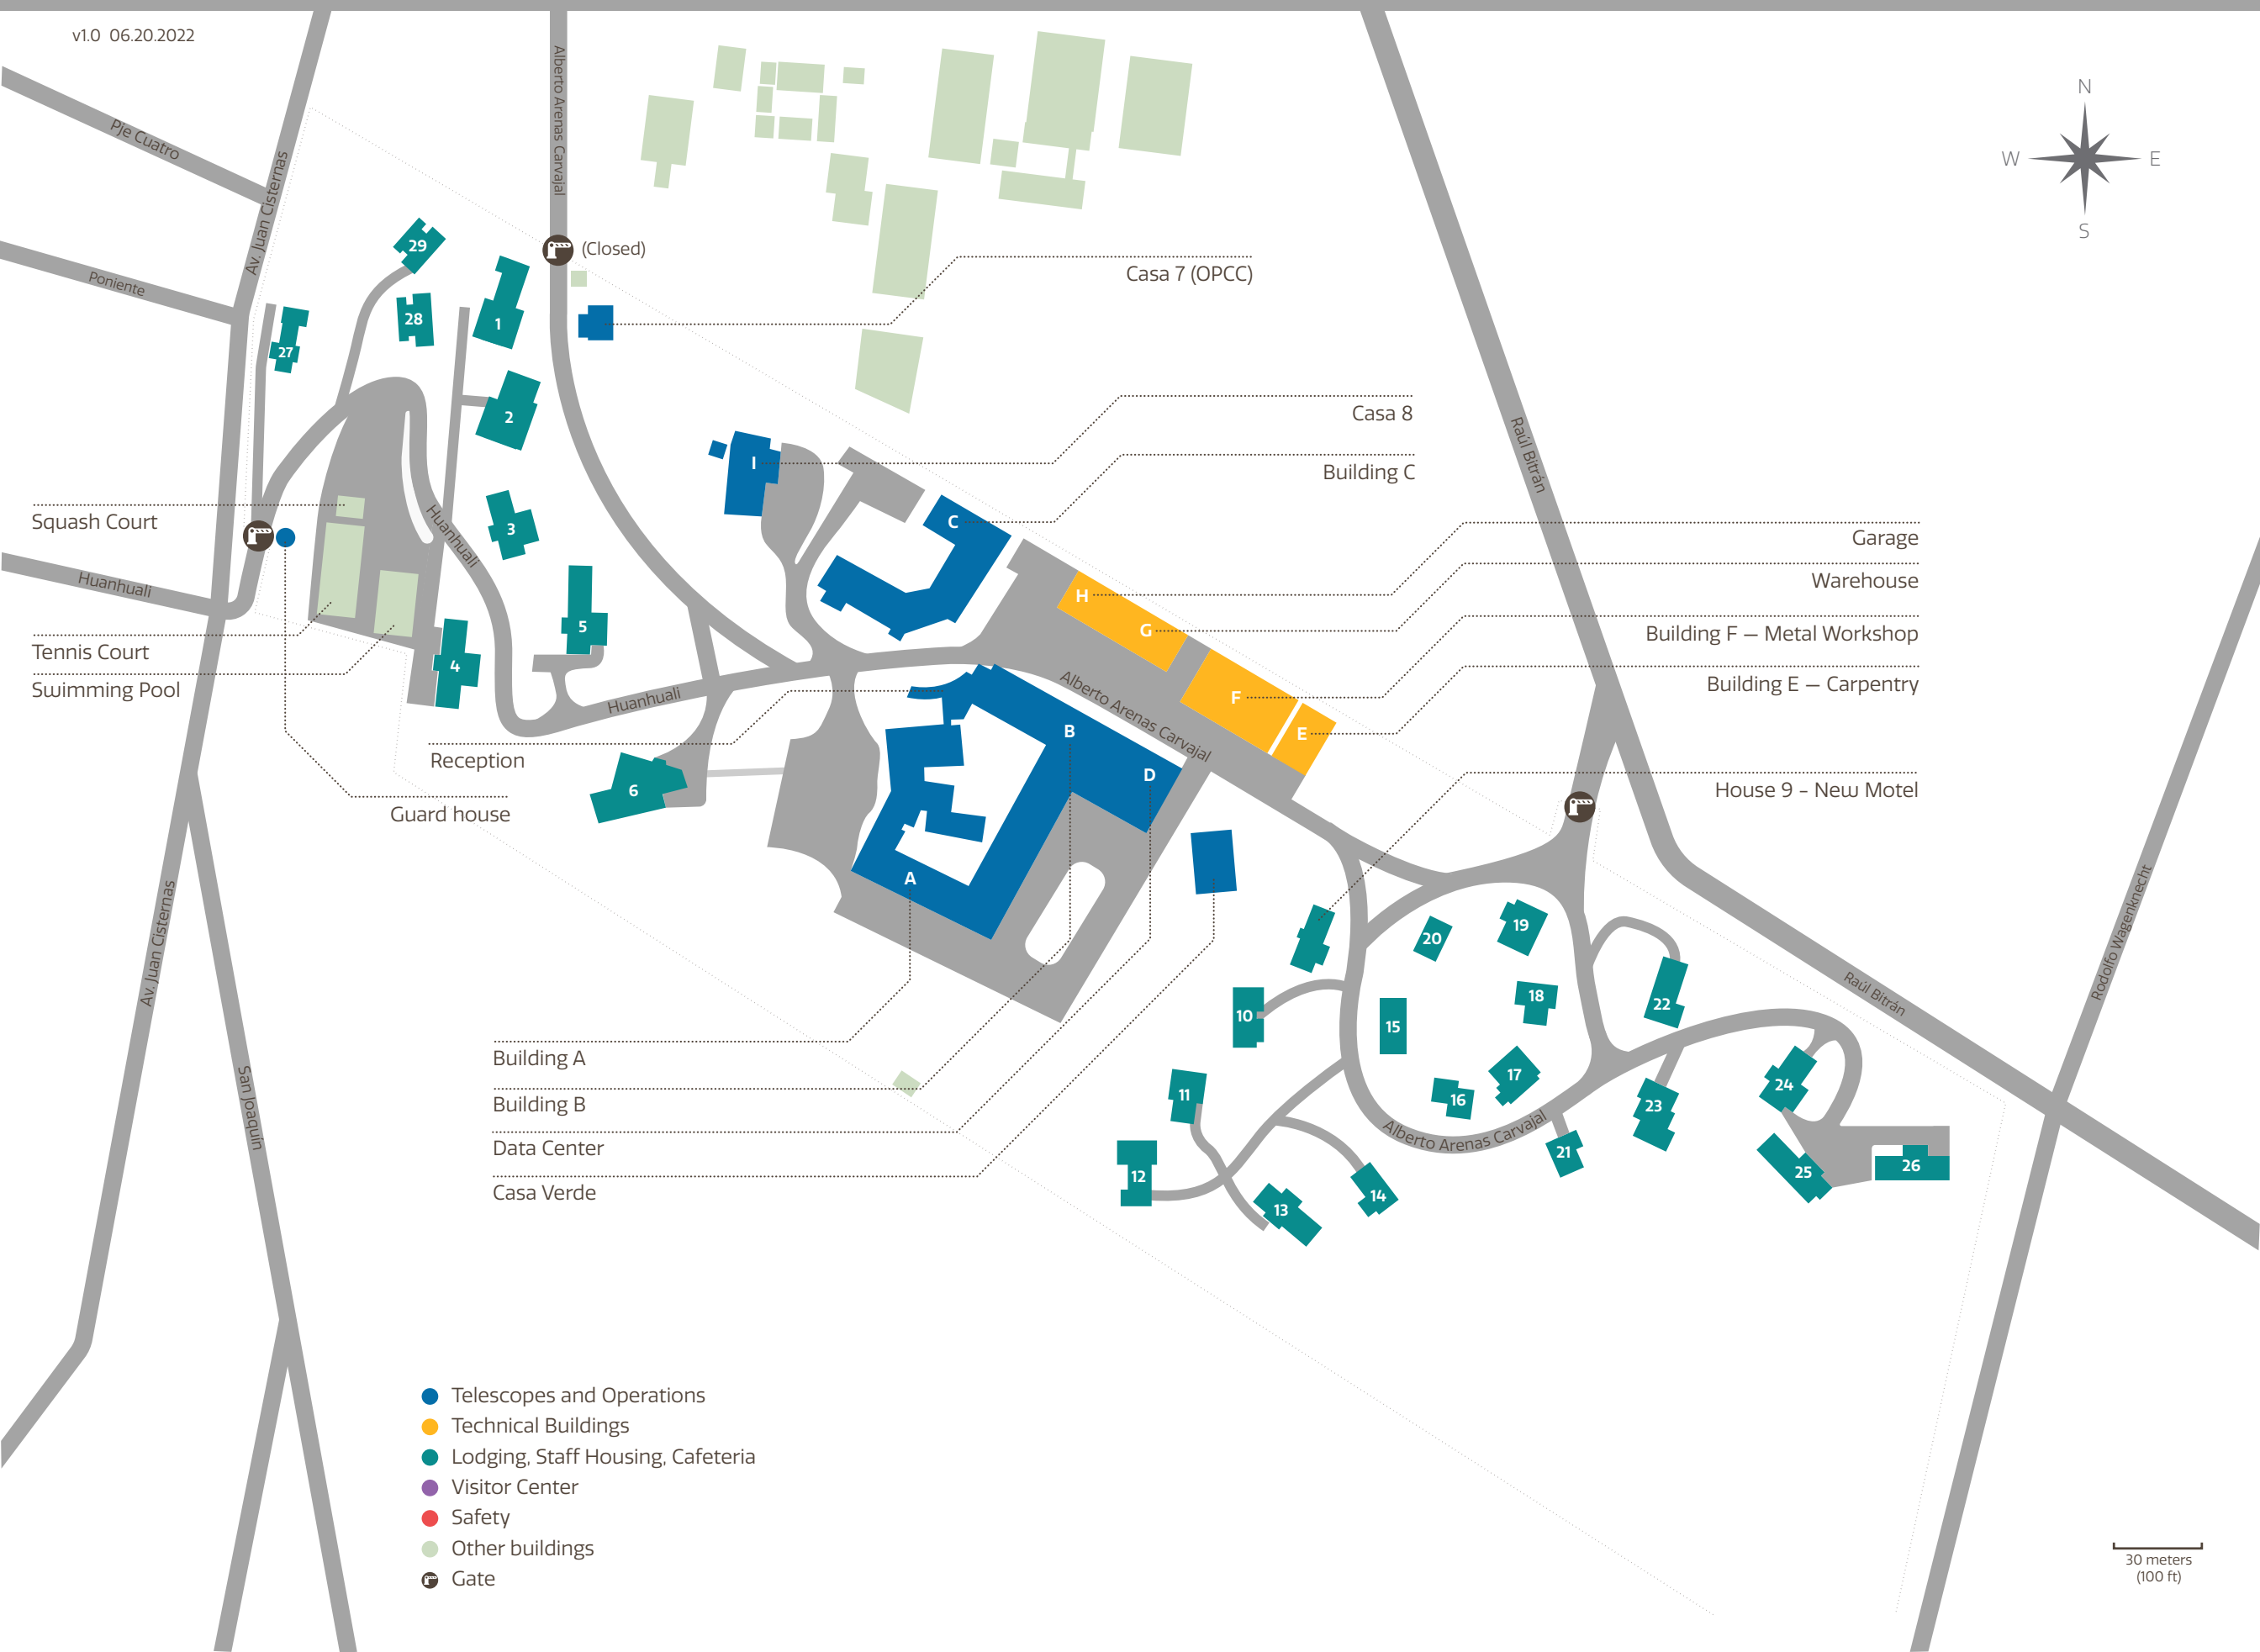 v1.0 06.20.2022
Pje Cuatro
Av. Juan Cisternas
Alberto Arenas Carvajal
N
W
E
S
(Closed)
Casa 7 (OPCC)
29
Poniente
28
1
27
2
Casa 8
Raúl Bitrán
I
Building C
C
Squash Court
Huanhuali
3
Garage
Warehouse
Huanhuali
H
G
5
Building F — Metal Workshop
Tennis Court
4
Swimming Pool
Alberto Arenas Carvajal
Building E — Carpentry
Huanhuali
F
E
B
D
Reception
6
House 9 - New Motel
Guard house
A
Av. Juan Cisternas
Rodolfo Wagenknecht
20
19
Raúl Bitrán
22
18
10
15
Building A
17
24
11
16
23
Building B
San Joaquín
Alberto Arenas Carvajal
Data Center
21
12
25
26
Casa Verde
14
13
Telescopes and Operations
Technical Buildings
Lodging, Staff Housing, Cafeteria
Visitor Center
Safety
Other buildings
Gate
30 meters
(100 ft)